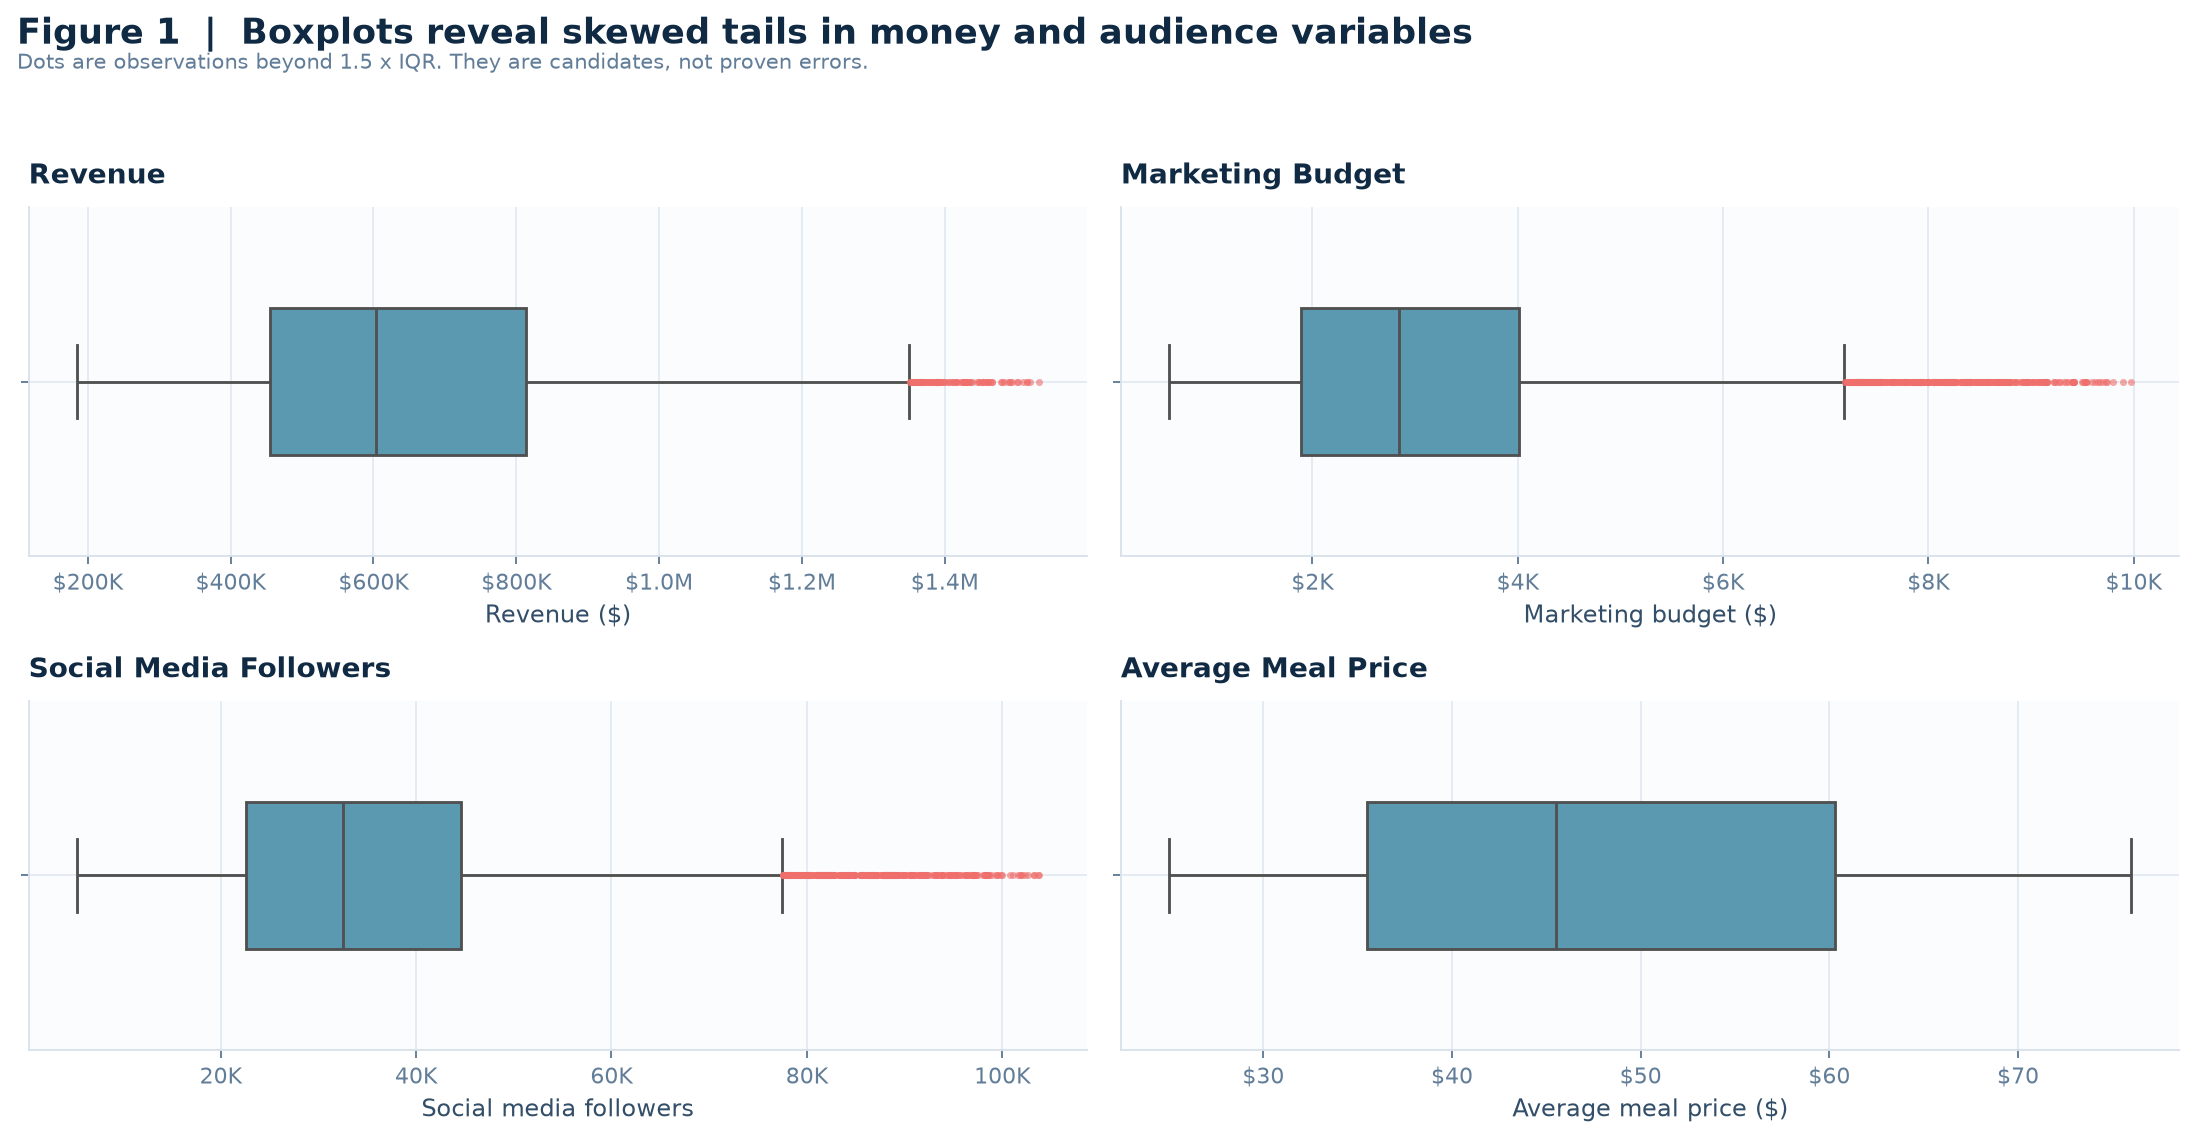 Figure 1 | Boxplots reveal skewed tails in money and audience variables
Dots are observations beyond 1.5 x IQR. They are candidates, not proven errors.
Revenue
$200K $400K $600K $800K $1.0M $1.2M $1.4M
Revenue ($)
Marketing Budget
$2K $4K $6K $8K $10K
Marketing budget ($)
Social Media Followers
20K 40K 60K 80K 100K
Social media followers
Average Meal Price
$30 $40 $50 $60 $70
Average meal price ($)